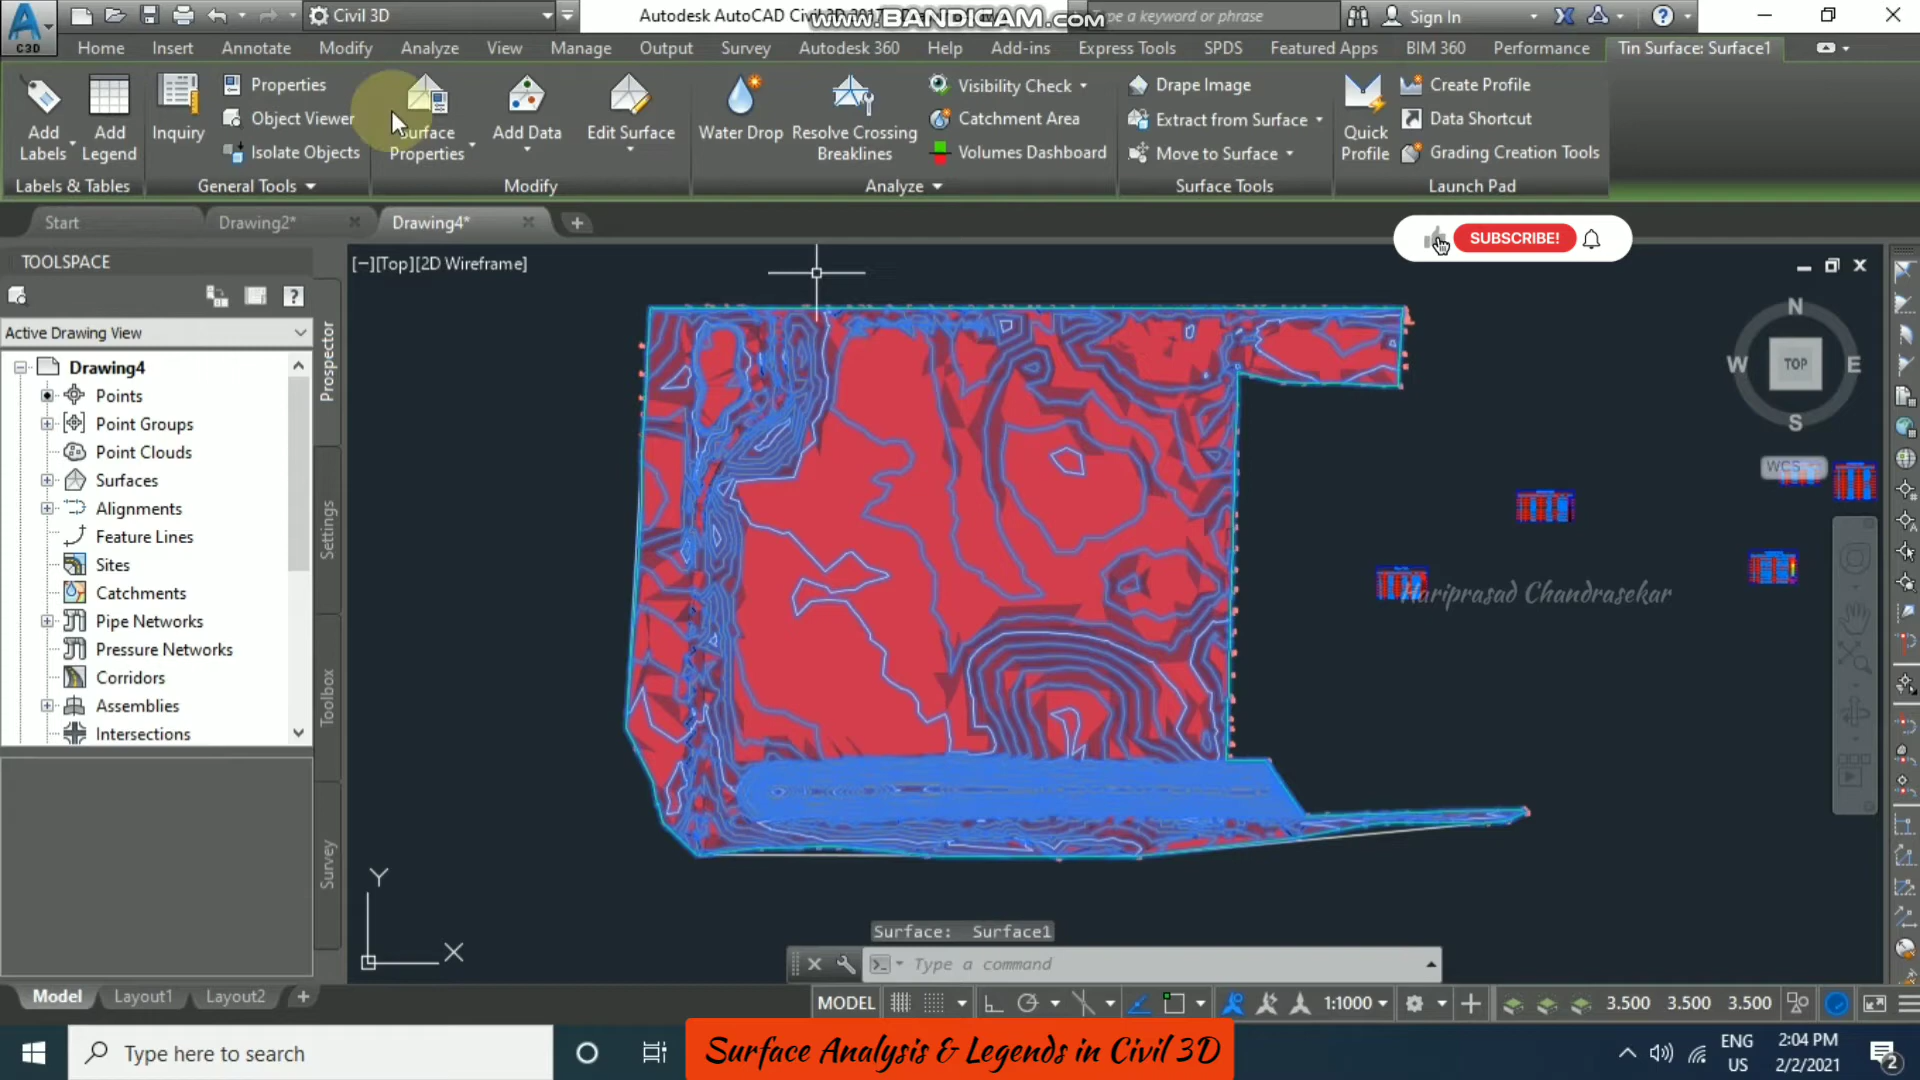 Civil 3D
Autodesk AutoCAD Civil 3D 2017
www.BANDICAM.com
Type a keyword or phrase
Sign In
C3D
Home Insert Annotate Modify Analyze View Manage Output Survey Autodesk 360 Help Add-ins Express Tools SPDS Featured Apps BIM 360 Performance Tin Surface: Surface1
Add Labels
Add Legend
Labels & Tables
Inquiry
Properties
Object Viewer
Isolate Objects
General Tools
Surface Properties
Add Data
Edit Surface
Modify
Water Drop
Resolve Crossing Breaklines
Visibility Check
Catchment Area
Volumes Dashboard
Analyze
Drape Image
Extract from Surface
Move to Surface
Surface Tools
Quick Profile
Create Profile
Data Shortcut
Grading Creation Tools
Launch Pad
Start Drawing2* Drawing4*
SUBSCRIBE!
TOOLSPACE
[−][Top][2D Wireframe]
Active Drawing View
Drawing4
Points
Point Groups
Point Clouds
Surfaces
Alignments
Feature Lines
Sites
Catchments
Pipe Networks
Pressure Networks
Corridors
Assemblies
Intersections
Prospector
Settings
Toolbox
Survey
N
W TOP E
S
WCS
Hariprasad Chandrasekar
Y
X
Surface: Surface1
Type a command
Model Layout1 Layout2
MODEL 1:1000 3.500 3.500 3.500
Type here to search
Surface Analysis & Legends in Civil 3D
ENG
US
2:04 PM
2/2/2021
2